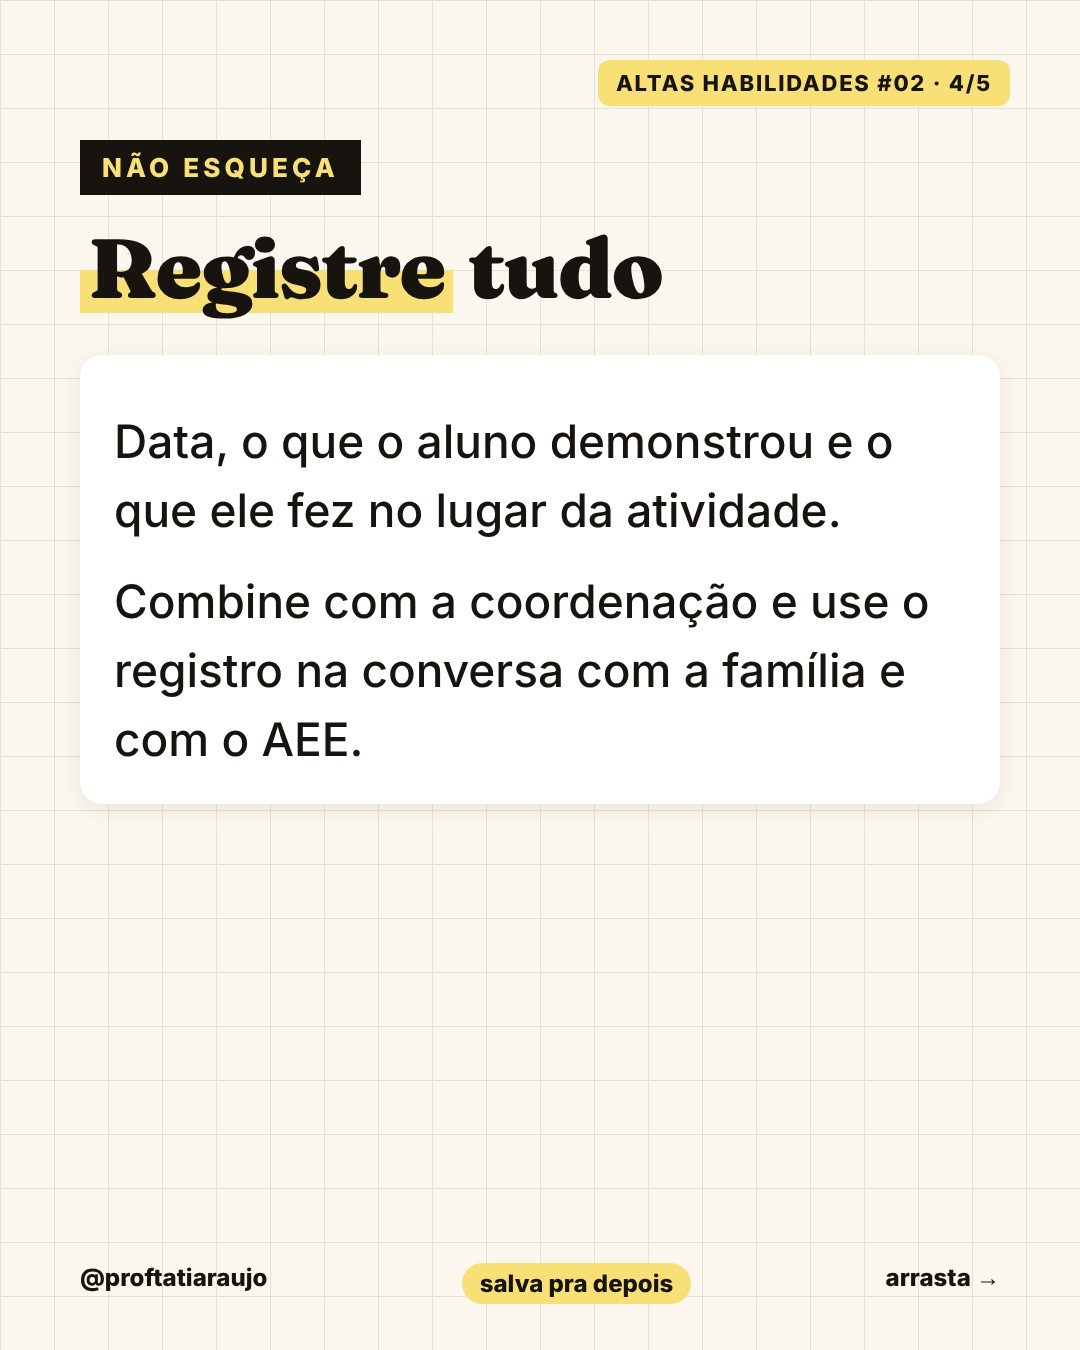 ALTAS HABILIDADES #02 · 4/5
NÃO ESQUEÇA
Registre tudo
Data, o que o aluno demonstrou e o
que ele fez no lugar da atividade.
Combine com a coordenação e use o
registro na conversa com a família e
com o AEE.
@proftatiaraujo
salva pra depois
arrasta →